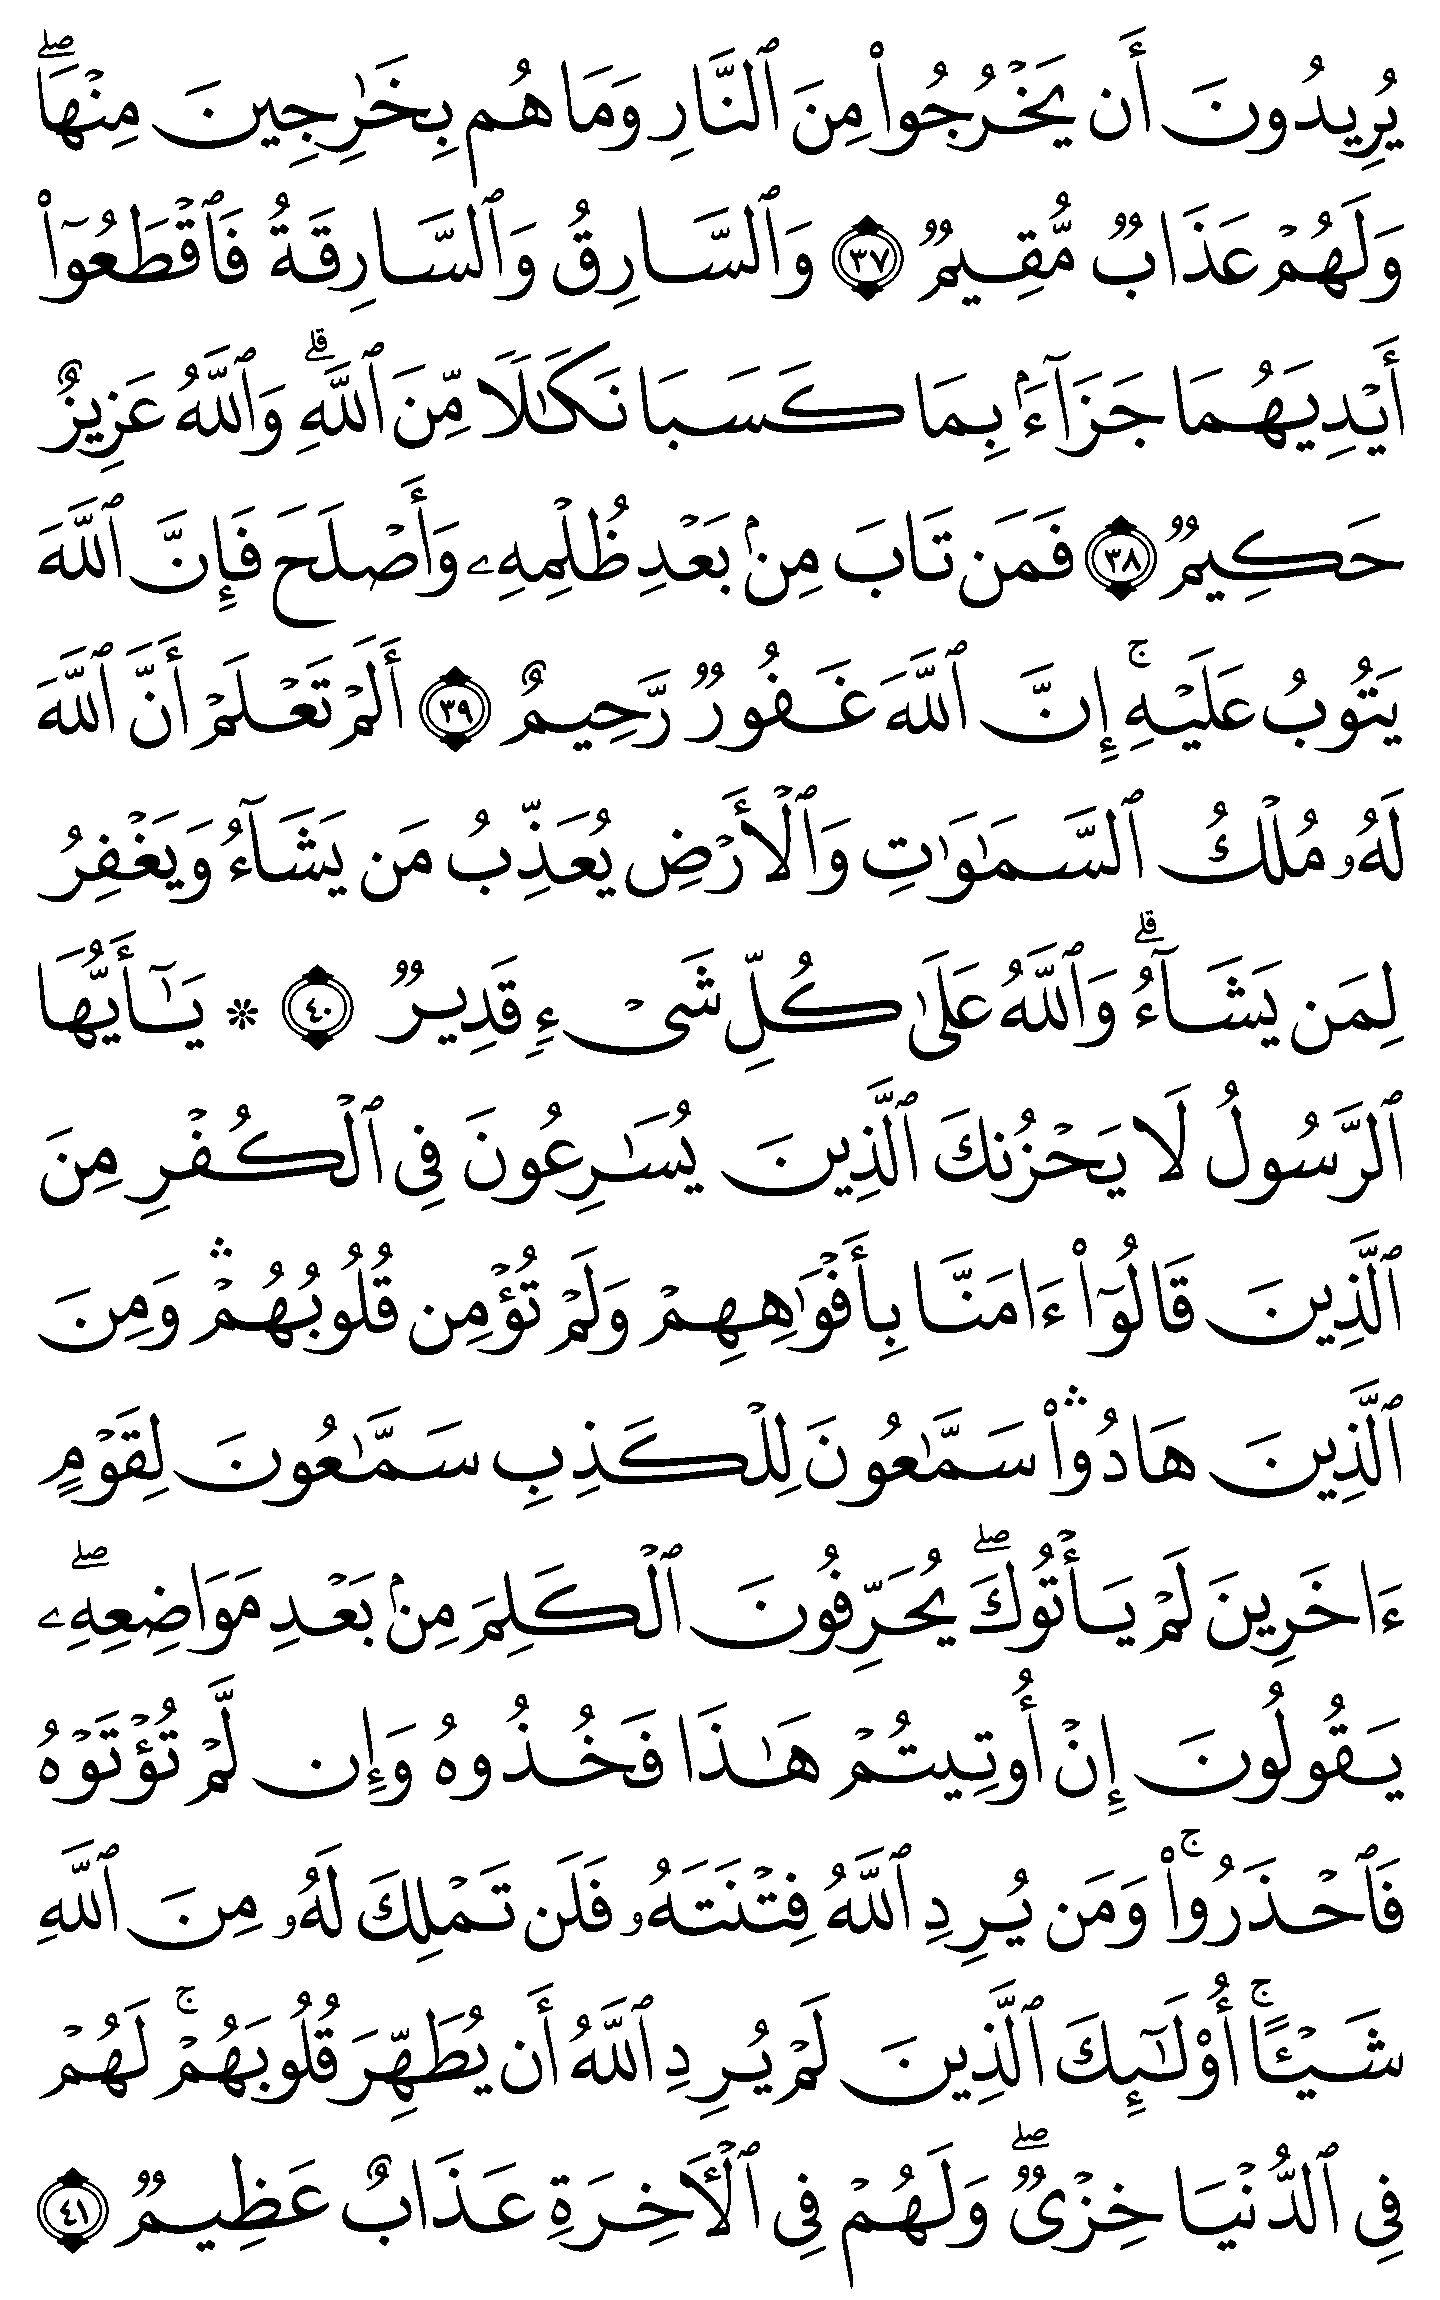 يُرِيدُونَ أَن يَخۡرُجُواْ مِنَ ٱلنَّارِ وَمَا هُم بِخَٰرِجِينَ مِنۡهَاۖ
وَلَهُمۡ عَذَابٞ مُّقِيمٞ ٣٧ وَٱلسَّارِقُ وَٱلسَّارِقَةُ فَٱقۡطَعُوٓاْ
أَيۡدِيَهُمَا جَزَآءَۢ بِمَا كَسَبَا نَكَٰلٗا مِّنَ ٱللَّهِۗ وَٱللَّهُ عَزِيزٌ
حَكِيمٞ ٣٨ فَمَن تَابَ مِنۢ بَعۡدِ ظُلۡمِهِۦ وَأَصۡلَحَ فَإِنَّ ٱللَّهَ
يَتُوبُ عَلَيۡهِۚ إِنَّ ٱللَّهَ غَفُورٞ رَّحِيمٌ ٣٩ أَلَمۡ تَعۡلَمۡ أَنَّ ٱللَّهَ
لَهُۥ مُلۡكُ ٱلسَّمَٰوَٰتِ وَٱلۡأَرۡضِ يُعَذِّبُ مَن يَشَآءُ وَيَغۡفِرُ
لِمَن يَشَآءُۗ وَٱللَّهُ عَلَىٰ كُلِّ شَيۡءٖ قَدِيرٞ ٤٠ ۞ يَٰٓأَيُّهَا
ٱلرَّسُولُ لَا يَحۡزُنكَ ٱلَّذِينَ يُسَٰرِعُونَ فِي ٱلۡكُفۡرِ مِنَ
ٱلَّذِينَ قَالُوٓاْ ءَامَنَّا بِأَفۡوَٰهِهِمۡ وَلَمۡ تُؤۡمِن قُلُوبُهُمۡۛ وَمِنَ
ٱلَّذِينَ هَادُواْۛ سَمَّٰعُونَ لِلۡكَذِبِ سَمَّٰعُونَ لِقَوۡمٍ
ءَاخَرِينَ لَمۡ يَأۡتُوكَۖ يُحَرِّفُونَ ٱلۡكَلِمَ مِنۢ بَعۡدِ مَوَاضِعِهِۦۖ
يَقُولُونَ إِنۡ أُوتِيتُمۡ هَٰذَا فَخُذُوهُ وَإِن لَّمۡ تُؤۡتَوۡهُ
فَٱحۡذَرُواْۚ وَمَن يُرِدِ ٱللَّهُ فِتۡنَتَهُۥ فَلَن تَمۡلِكَ لَهُۥ مِنَ ٱللَّهِ
شَيۡـًٔاۚ أُوْلَٰٓئِكَ ٱلَّذِينَ لَمۡ يُرِدِ ٱللَّهُ أَن يُطَهِّرَ قُلُوبَهُمۡۚ لَهُمۡ
فِي ٱلدُّنۡيَا خِزۡيٞۖ وَلَهُمۡ فِي ٱلۡأٓخِرَةِ عَذَابٌ عَظِيمٞ ٤١